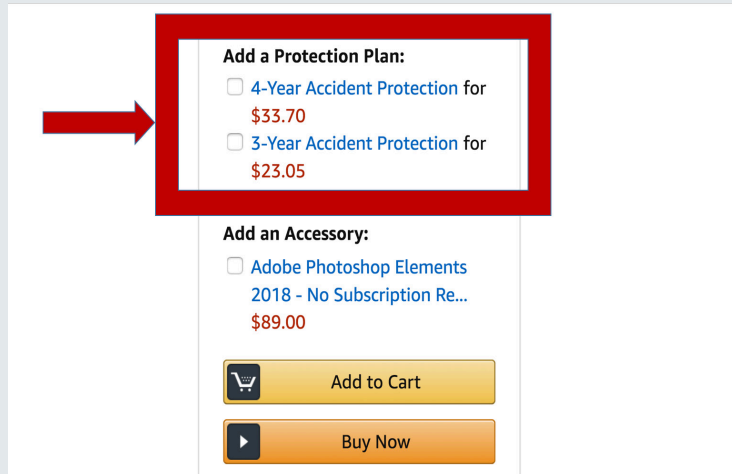 Add a Protection Plan:
4-Year Accident Protection for
$33.70
3-Year Accident Protection for
$23.05
Add an Accessory:
Adobe Photoshop Elements
2018 - No Subscription Re...
$89.00
Add to Cart
Buy Now